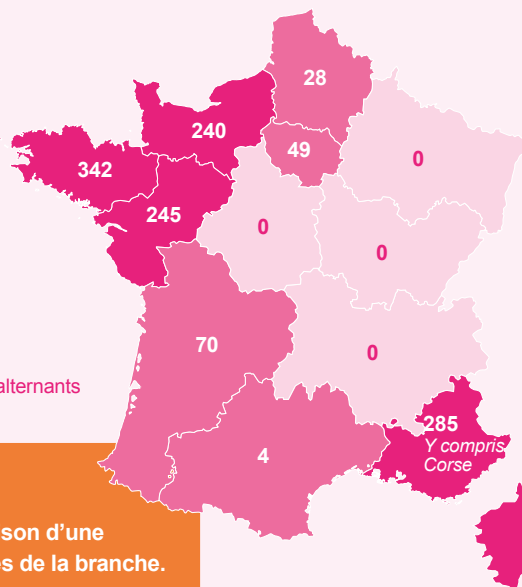 28
240
49
0
342
245
0
0
70
0
alternants
285
Y compris
Corse
4
son d'une
es de la branche.